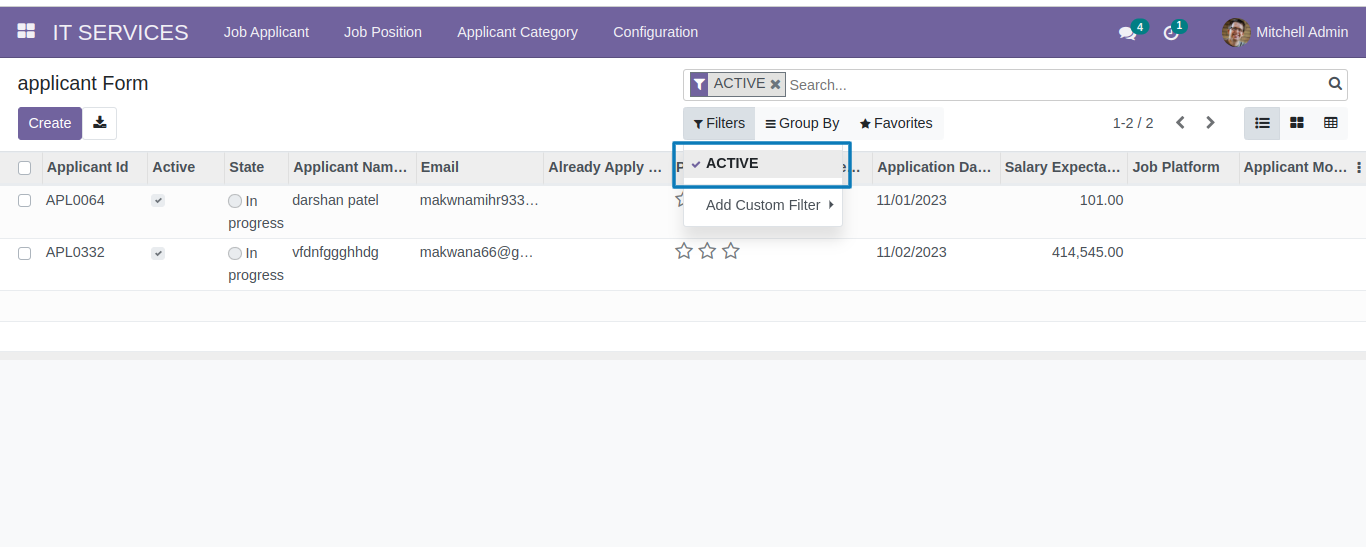 IT SERVICES Job Applicant Job Position Applicant Category Configuration 4 1 Mitchell Admin
applicant Form ACTIVE Search...
Create Filters Group By Favorites 1-2 / 2
Applicant Id Active State Applicant Nam... Email Already Apply ... P e... Application Da... Salary Expecta... Job Platform Applicant Mo...
ACTIVE
Add Custom Filter
APL0064 In progress darshan patel makwnamihr933... 11/01/2023 101.00
APL0332 In progress vfdnfggghhdg makwana66@g... 11/02/2023 414,545.00